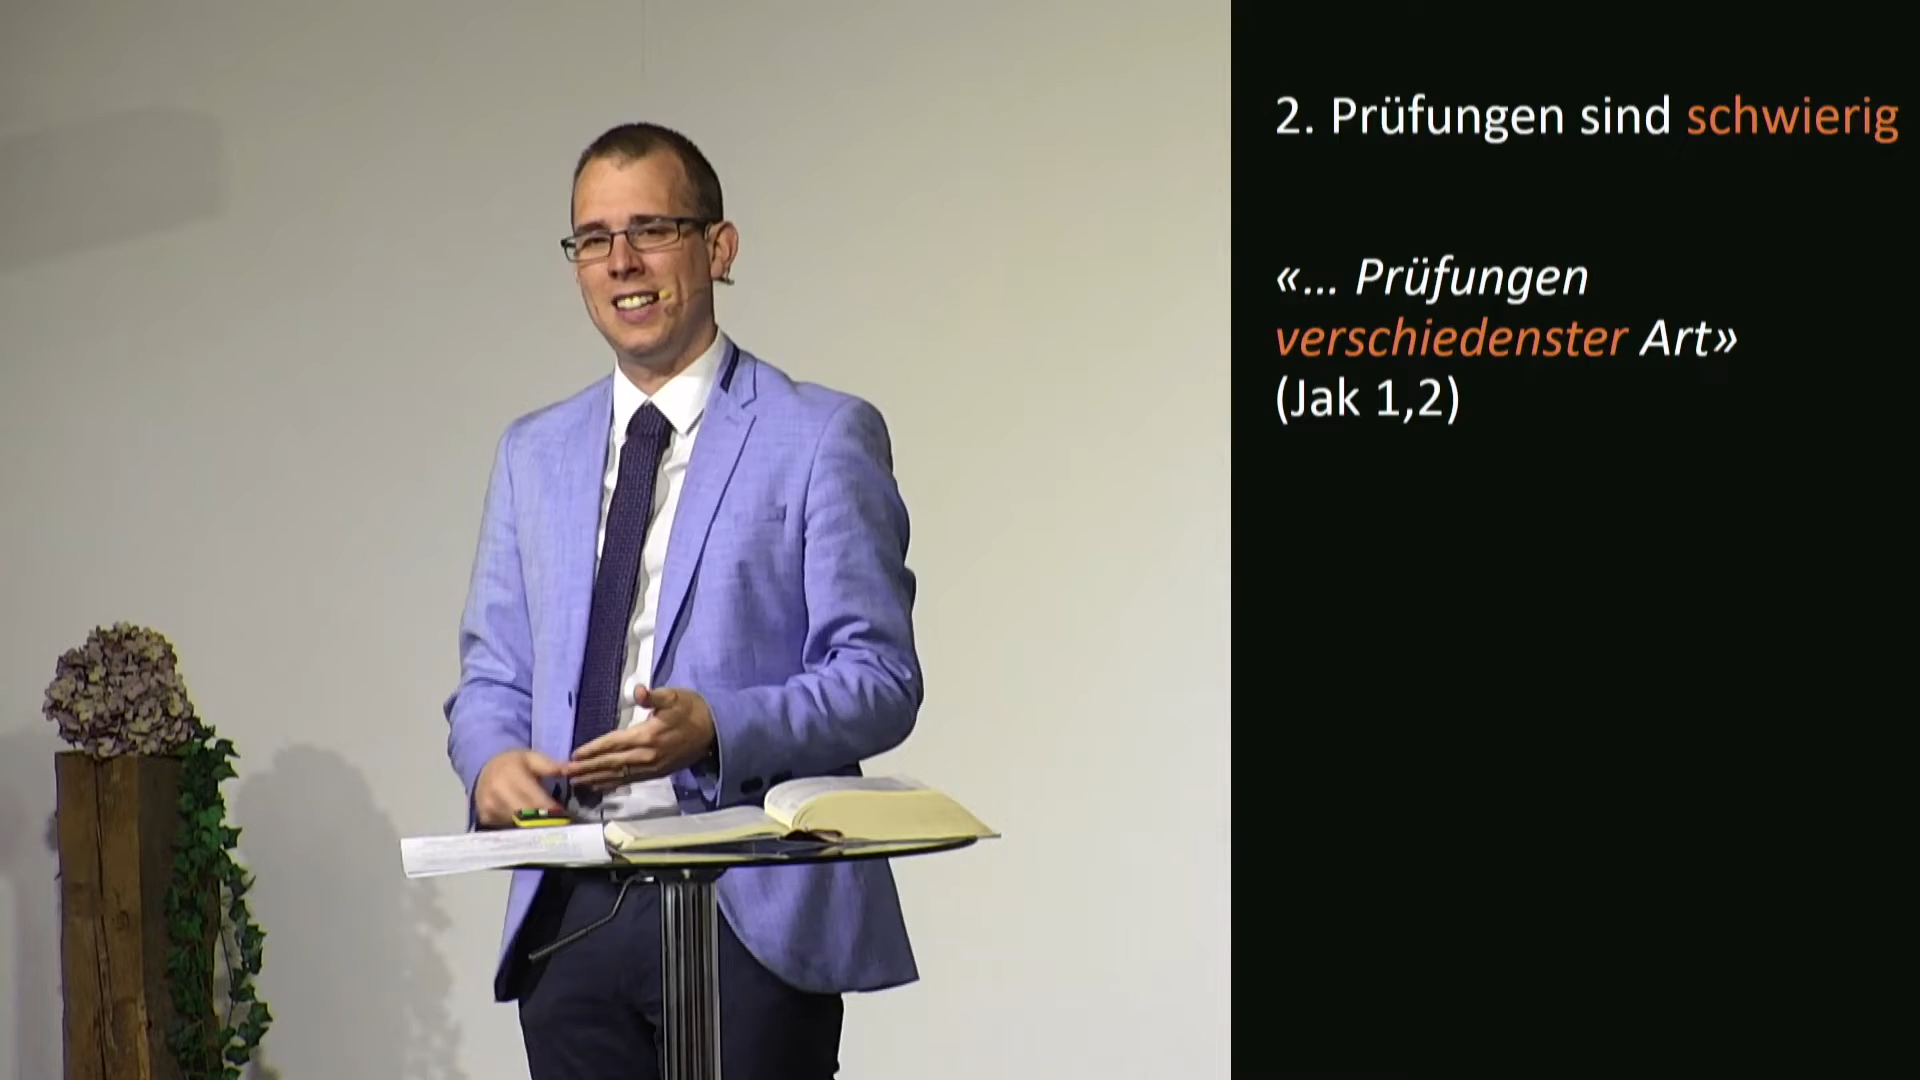 2. Prüfungen sind schwierig
«... Prüfungen
verschiedenster Art»
(Jak 1,2)